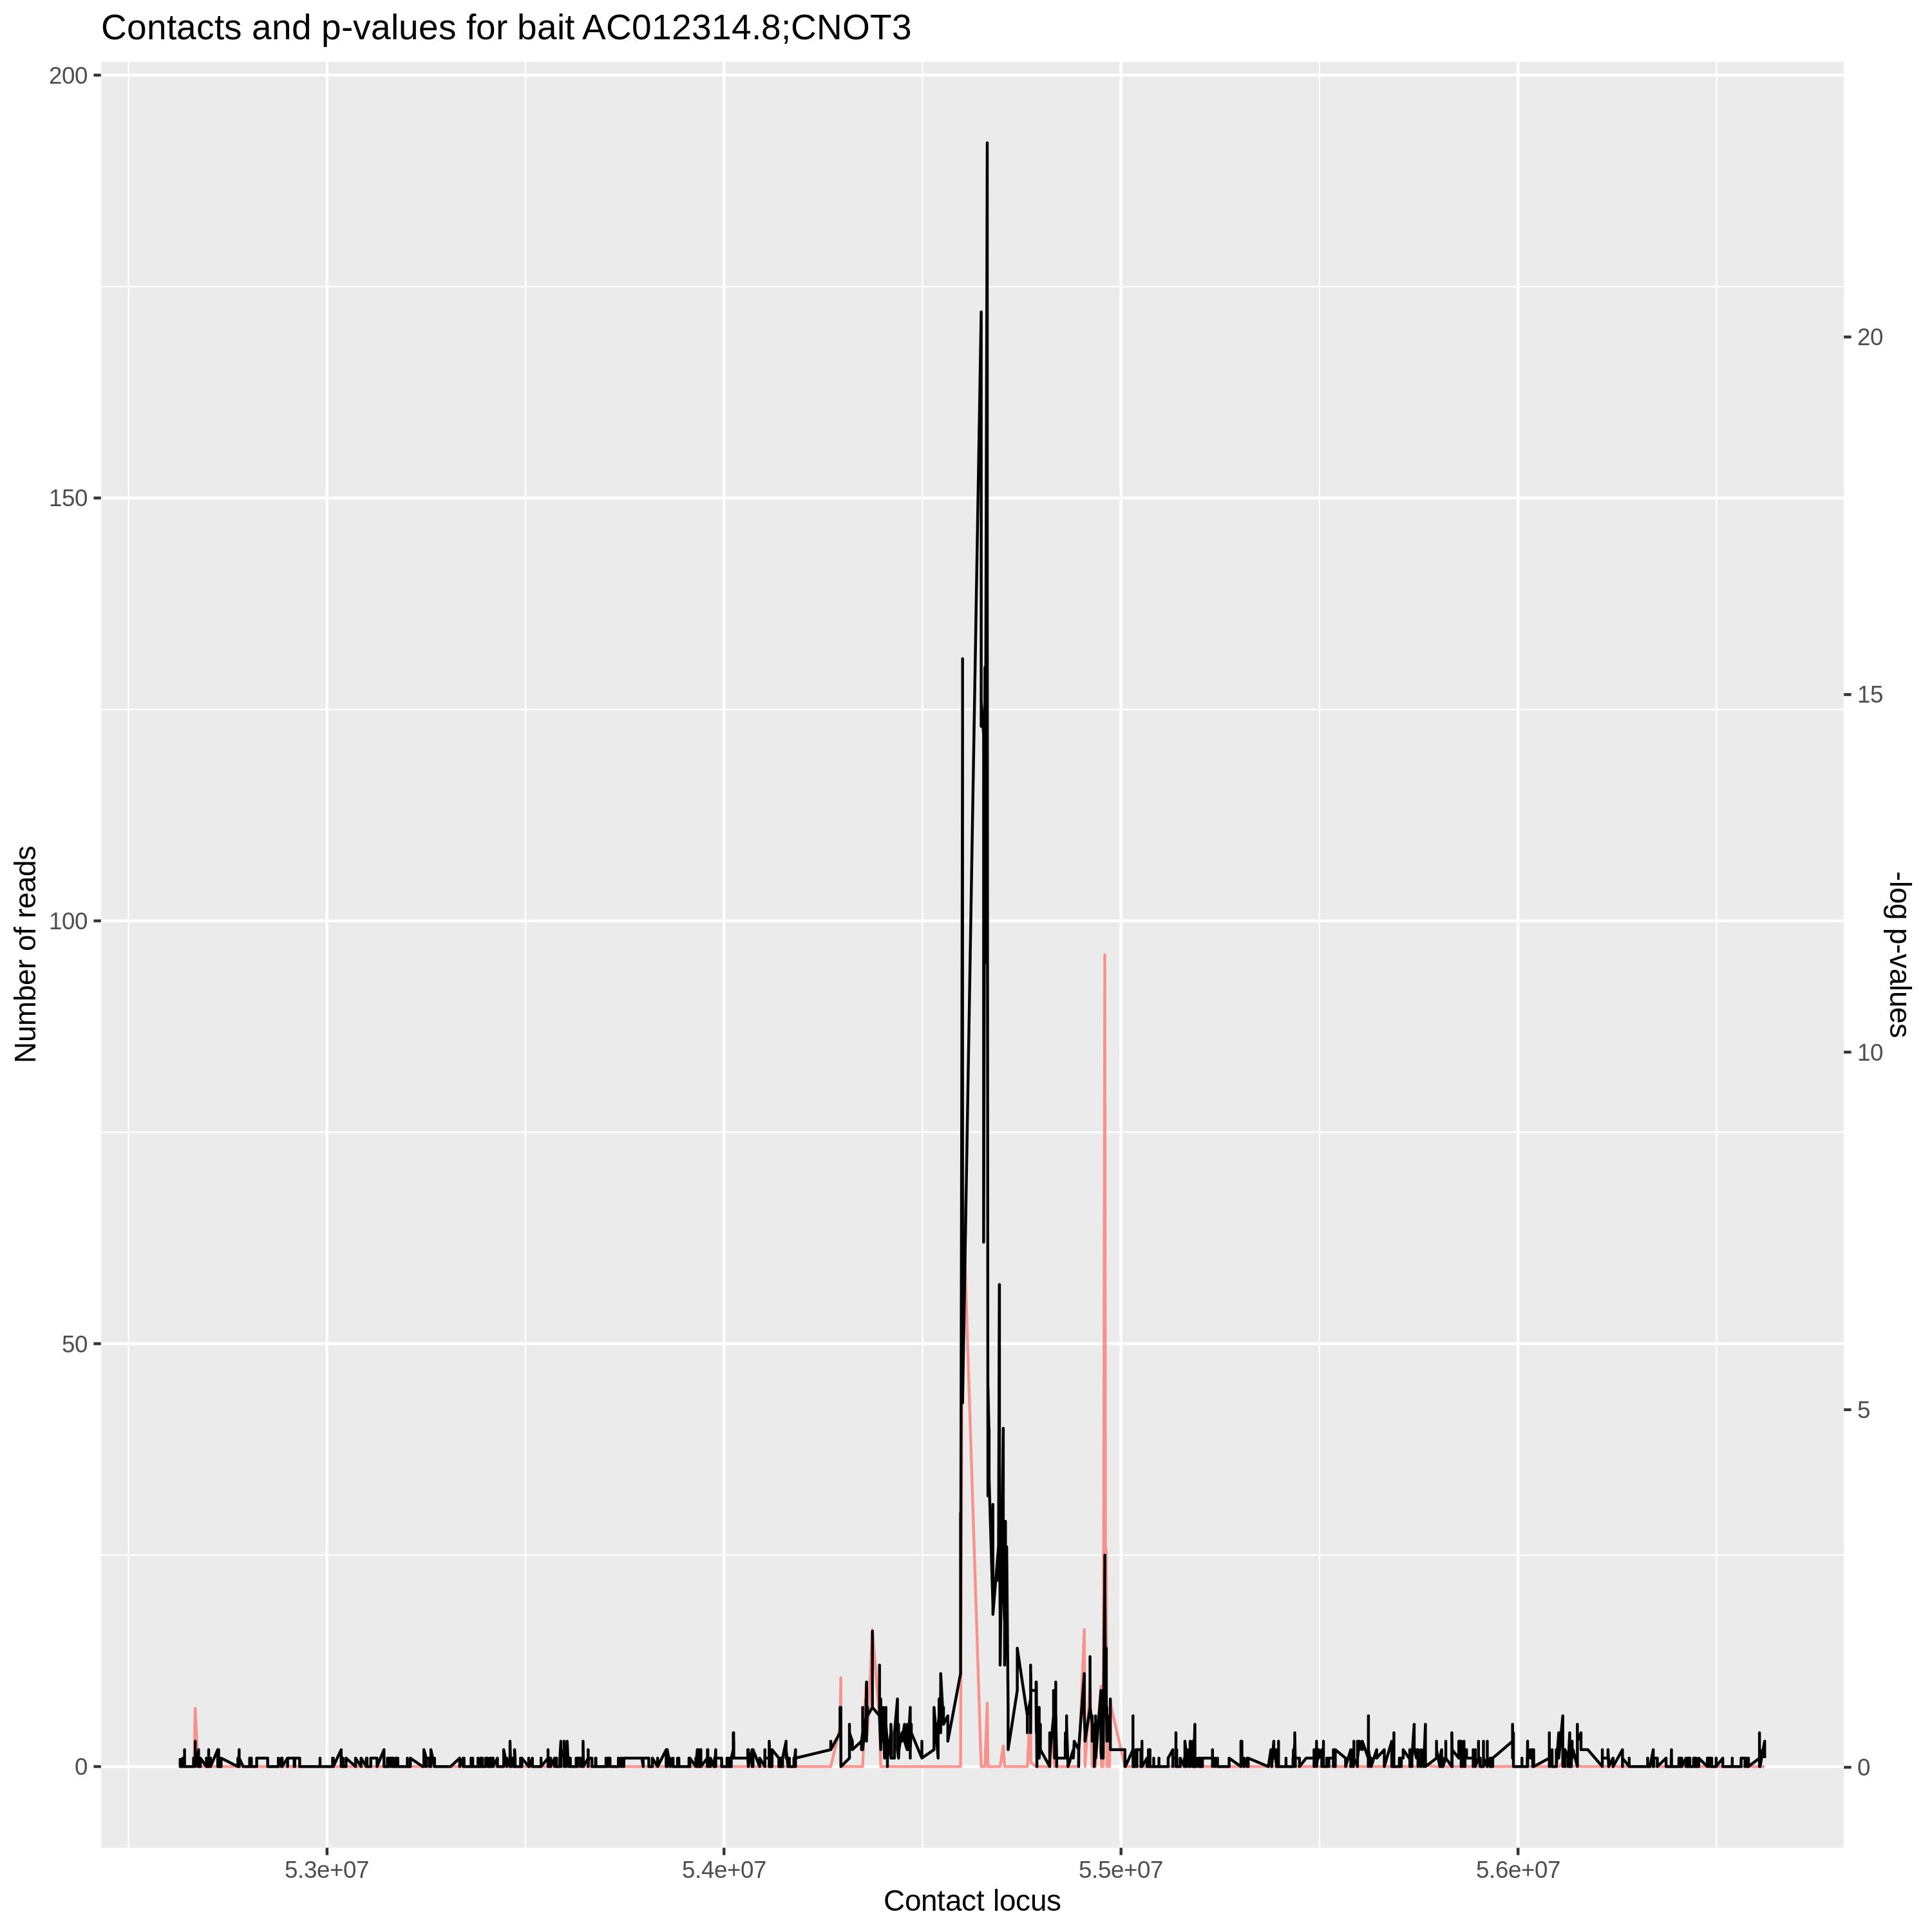 Contacts and p-values for bait AC012314.8;CNOT3
200
150
100
50
0
Number of reads
20
15
10
5
0
-log p-values
5.3e+07
5.4e+07
5.5e+07
5.6e+07
Contact locus